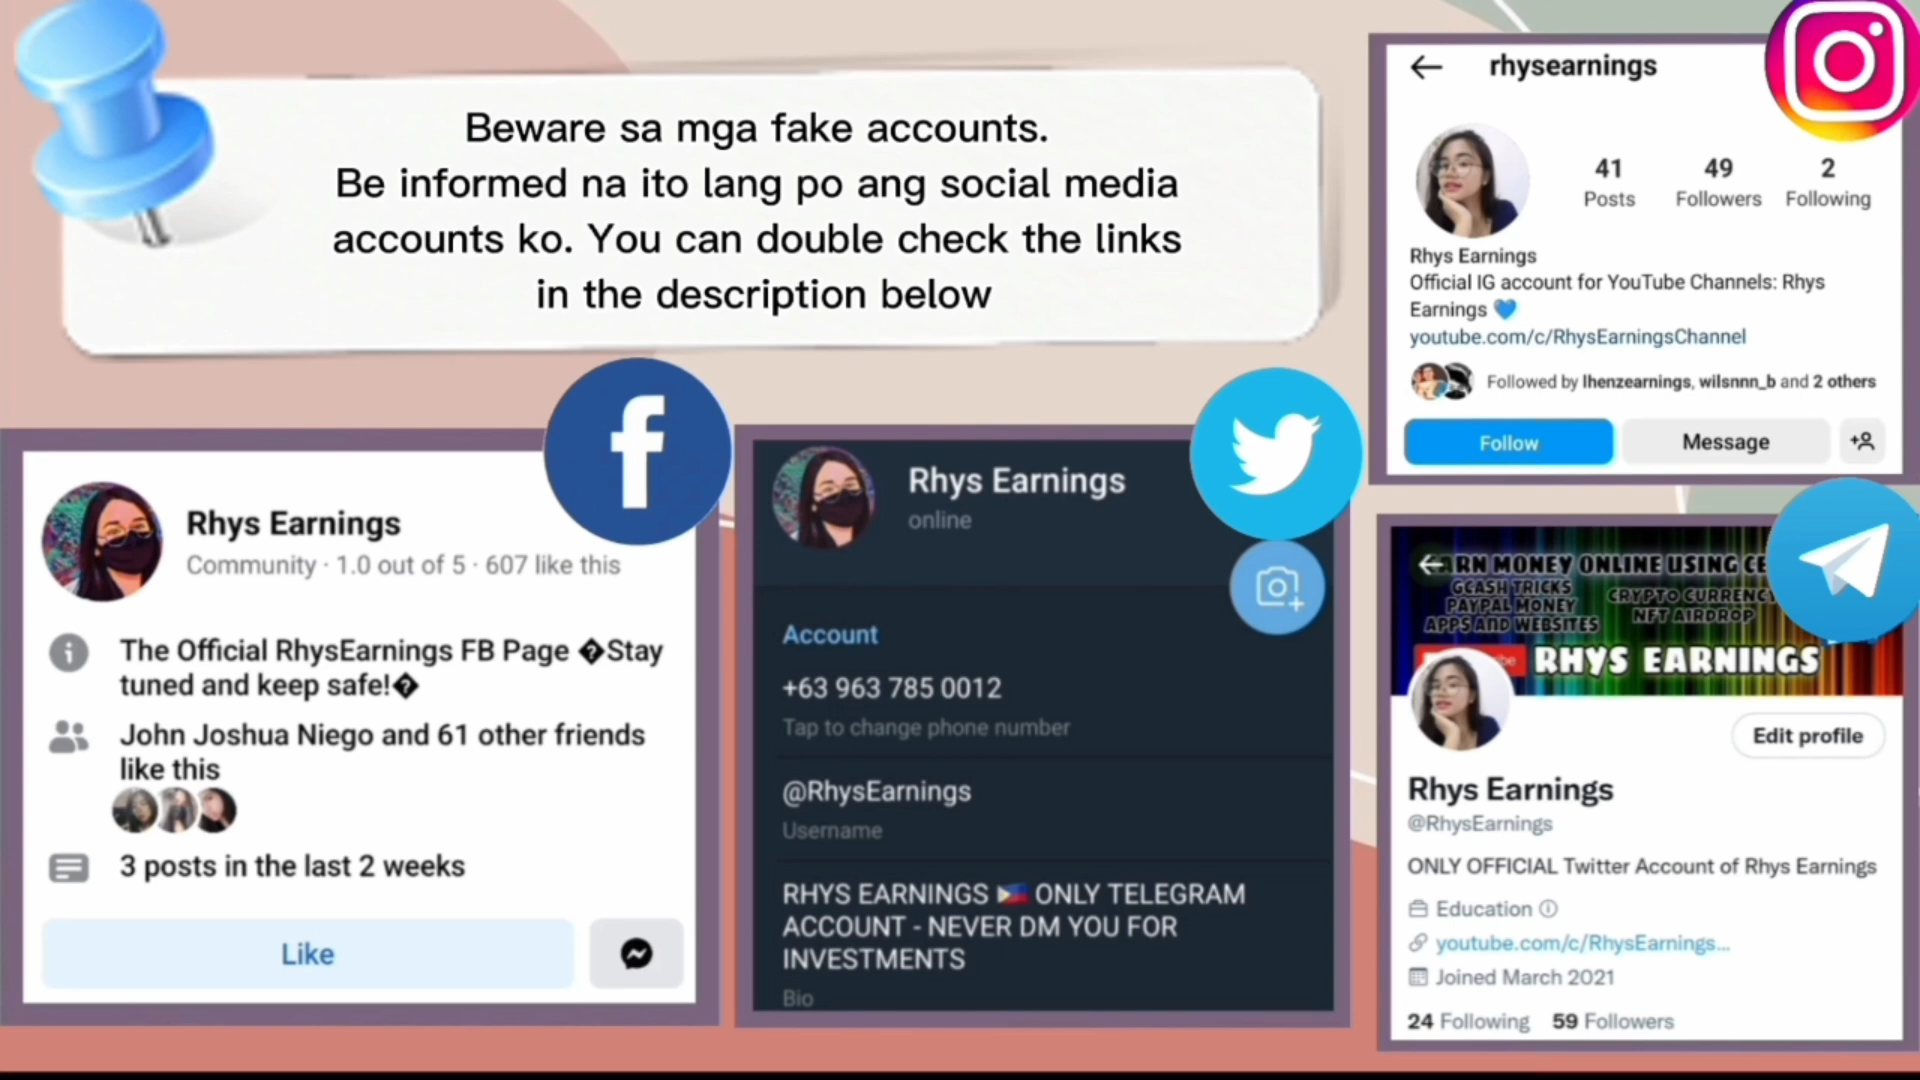 Beware sa mga fake accounts.
Be informed na ito lang po ang social media
accounts ko. You can double check the links
in the description below
rhysearnings
41 49 2
Posts Followers Following
Rhys Earnings
Official IG account for YouTube Channels: Rhys
Earnings 💙
youtube.com/c/RhysEarningsChannel
Followed by lhenzearnings, wilsnnn_b and 2 others
Follow Message
Rhys Earnings
Community · 1.0 out of 5 · 607 like this
The Official RhysEarnings FB Page �Stay
tuned and keep safe!�
John Joshua Niego and 61 other friends
like this
3 posts in the last 2 weeks
Like
Rhys Earnings
online
Account
+63 963 785 0012
Tap to change phone number
@RhysEarnings
Username
RHYS EARNINGS 🇵🇭 ONLY TELEGRAM
ACCOUNT - NEVER DM YOU FOR
INVESTMENTS
Bio
RN MONEY ONLINE USING CE
GCASH TRICKS
PAYPAL MONEY
APPS AND WEBSITES
CRYPTO CURRENCY
NFT AIRDROP
RHYS EARNINGS
Edit profile
Rhys Earnings
@RhysEarnings
ONLY OFFICIAL Twitter Account of Rhys Earnings
Education
youtube.com/c/RhysEarnings...
Joined March 2021
24 Following 59 Followers